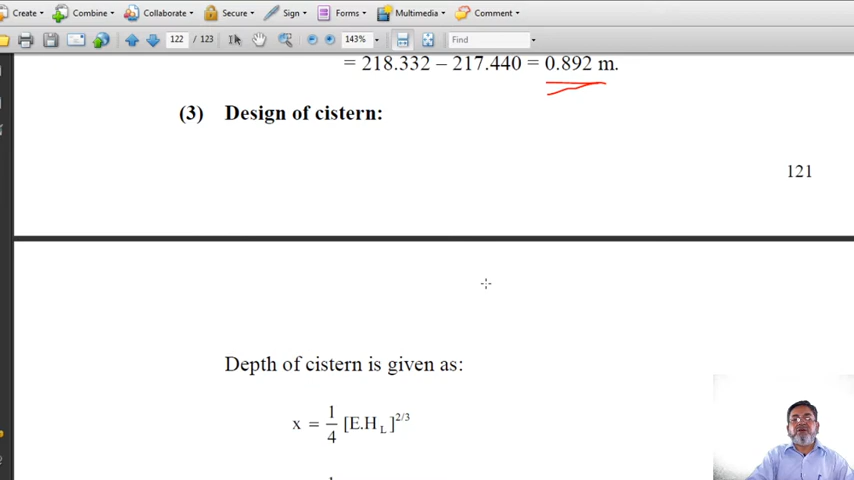 Create Combine Collaborate Secure Sign Forms Multimedia Comment
122 / 123 143% Find
= 218.332 – 217.440 = 0.892 m.
(3) Design of cistern:
121
Depth of cistern is given as:
x = 1/4 [E.H_L]^2/3